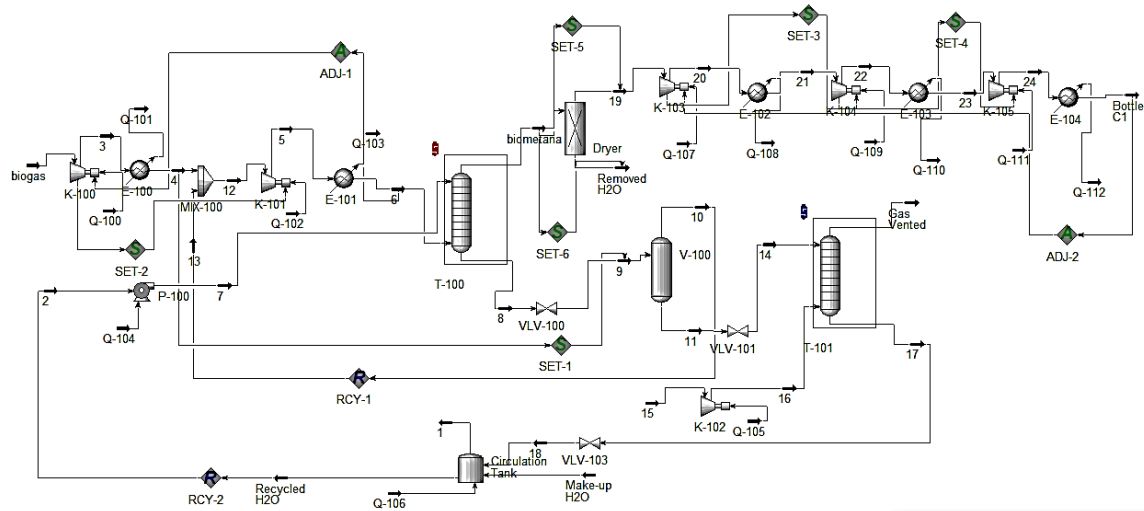 SET-3
SET-4
SET-5
ADJ-1
20
21
22
23
24
19
K-103
E-102
K-104
E-103
K-105
E-104
Bottle
C1
Q-101
3
5
Q-103
biomerana
Dryer
Q-107
Q-108
Q-109
Q-110
Q-111
Q-112
Removed
H2O
biogas
K-100
E-100
4
MIX-100
12
K-101
E-101
6
Q-100
Q-102
S
10
S
Gas
Vented
SET-2
13
SET-6
9
V-100
14
ADJ-2
T-100
2
P-100
7
Q-104
8
VLV-100
11
VLV-101
T-101
17
SET-1
RCY-1
15
16
K-102
Q-105
1
18
VLV-103
Circulation
Tank
RCY-2
Recycled
H2O
Make-up
H2O
Q-106